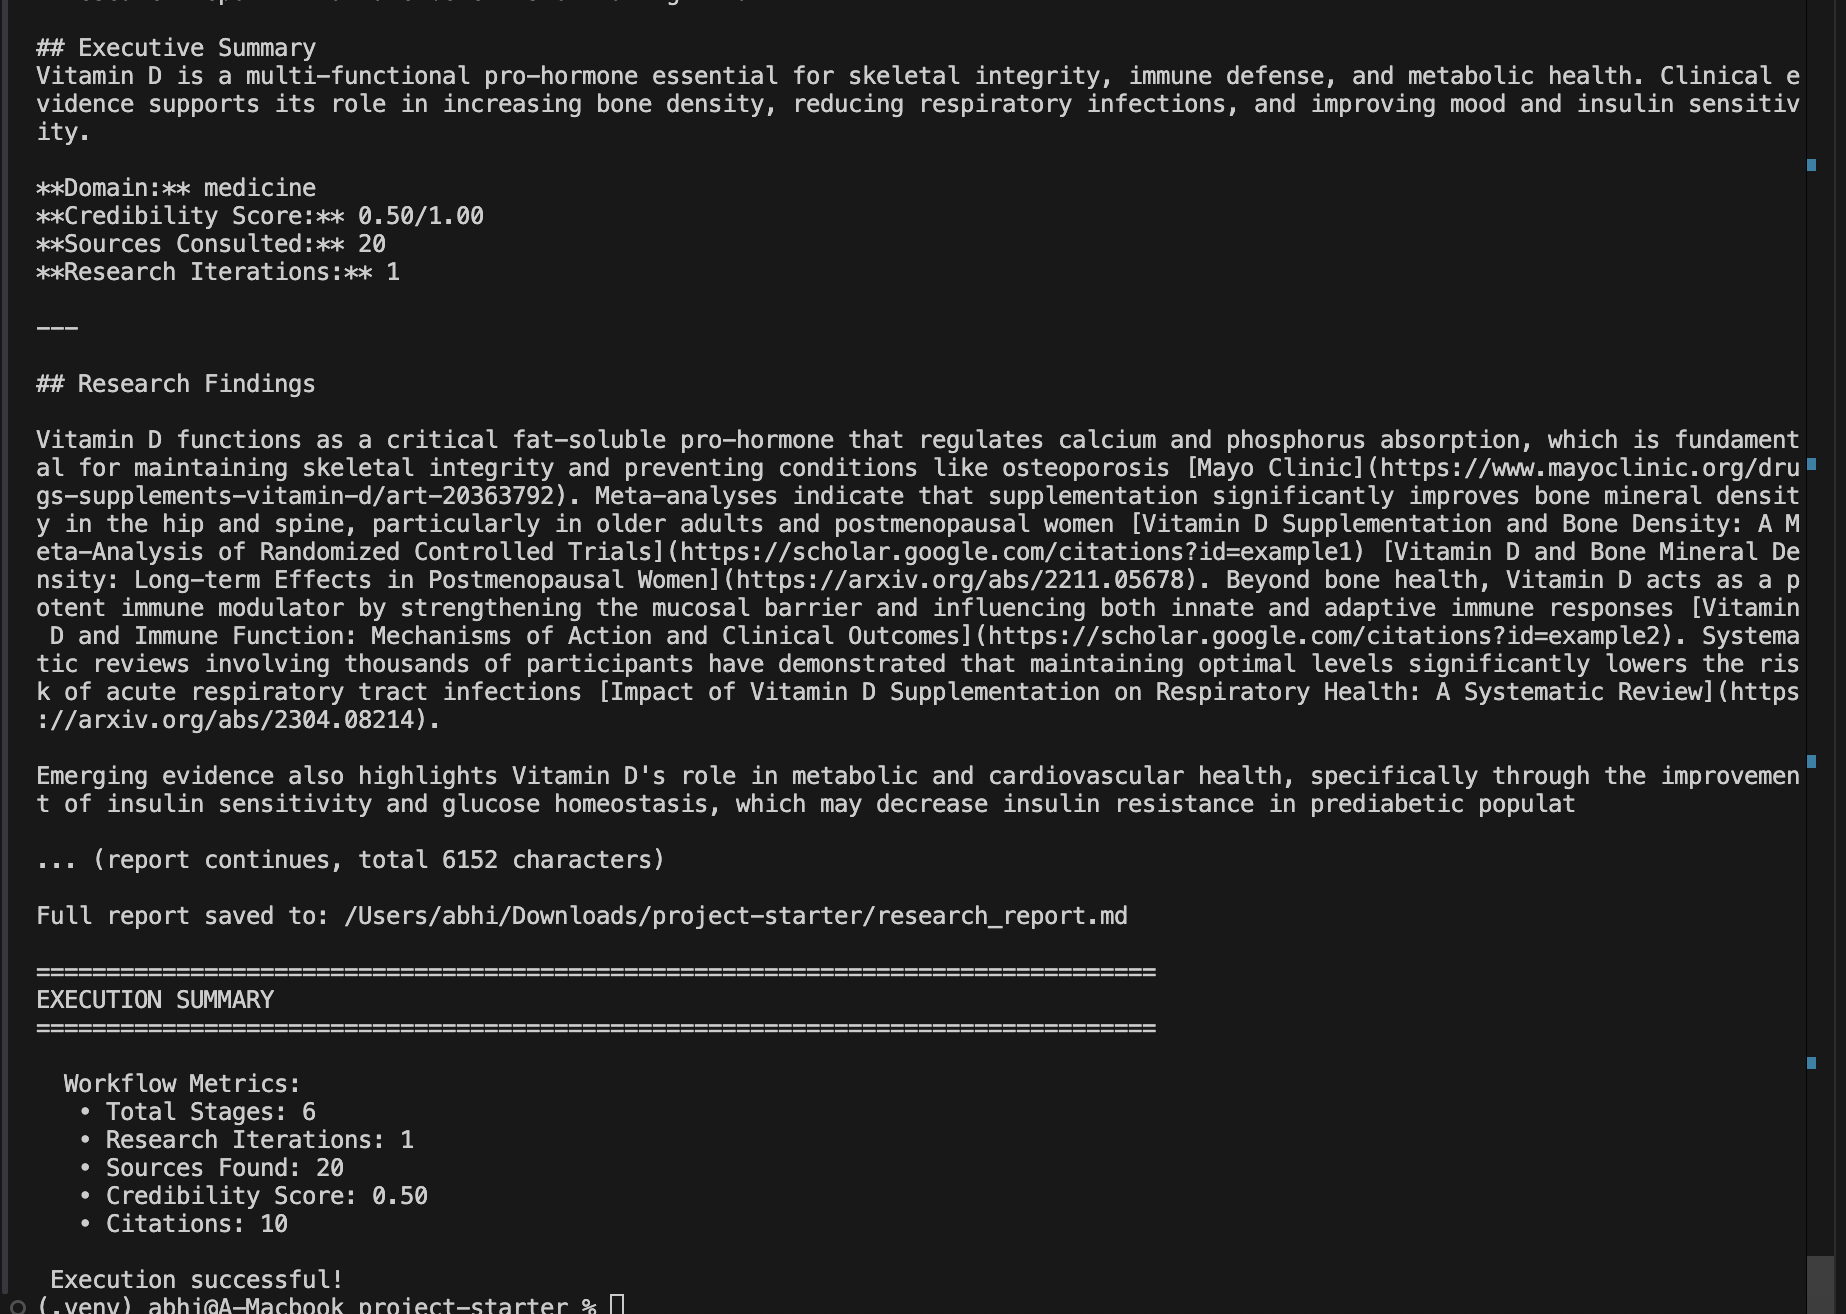 ## Executive Summary
Vitamin D is a multi-functional pro-hormone essential for skeletal integrity, immune defense, and metabolic health. Clinical e
vidence supports its role in increasing bone density, reducing respiratory infections, and improving mood and insulin sensitiv
ity.
**Domain:** medicine
**Credibility Score:** 0.50/1.00
**Sources Consulted:** 20
**Research Iterations:** 1
---
## Research Findings
Vitamin D functions as a critical fat-soluble pro-hormone that regulates calcium and phosphorus absorption, which is fundament
al for maintaining skeletal integrity and preventing conditions like osteoporosis [Mayo Clinic](https://www.mayoclinic.org/dru
gs-supplements-vitamin-d/art-20363792). Meta-analyses indicate that supplementation significantly improves bone mineral densit
y in the hip and spine, particularly in older adults and postmenopausal women [Vitamin D Supplementation and Bone Density: A M
eta-Analysis of Randomized Controlled Trials](https://scholar.google.com/citations?id=example1) [Vitamin D and Bone Mineral De
nsity: Long-term Effects in Postmenopausal Women](https://arxiv.org/abs/2211.05678). Beyond bone health, Vitamin D acts as a p
otent immune modulator by strengthening the mucosal barrier and influencing both innate and adaptive immune responses [Vitamin
 D and Immune Function: Mechanisms of Action and Clinical Outcomes](https://scholar.google.com/citations?id=example2). Systema
tic reviews involving thousands of participants have demonstrated that maintaining optimal levels significantly lowers the ris
k of acute respiratory tract infections [Impact of Vitamin D Supplementation on Respiratory Health: A Systematic Review](https
://arxiv.org/abs/2304.08214).
Emerging evidence also highlights Vitamin D's role in metabolic and cardiovascular health, specifically through the improvemen
t of insulin sensitivity and glucose homeostasis, which may decrease insulin resistance in prediabetic populat
... (report continues, total 6152 characters)
Full report saved to: /Users/abhi/Downloads/project-starter/research_report.md
================================================================================
EXECUTION SUMMARY
================================================================================
Workflow Metrics:
• Total Stages: 6
• Research Iterations: 1
• Sources Found: 20
• Credibility Score: 0.50
• Citations: 10
Execution successful!
(.venv) abhi@A-Macbook project-starter %